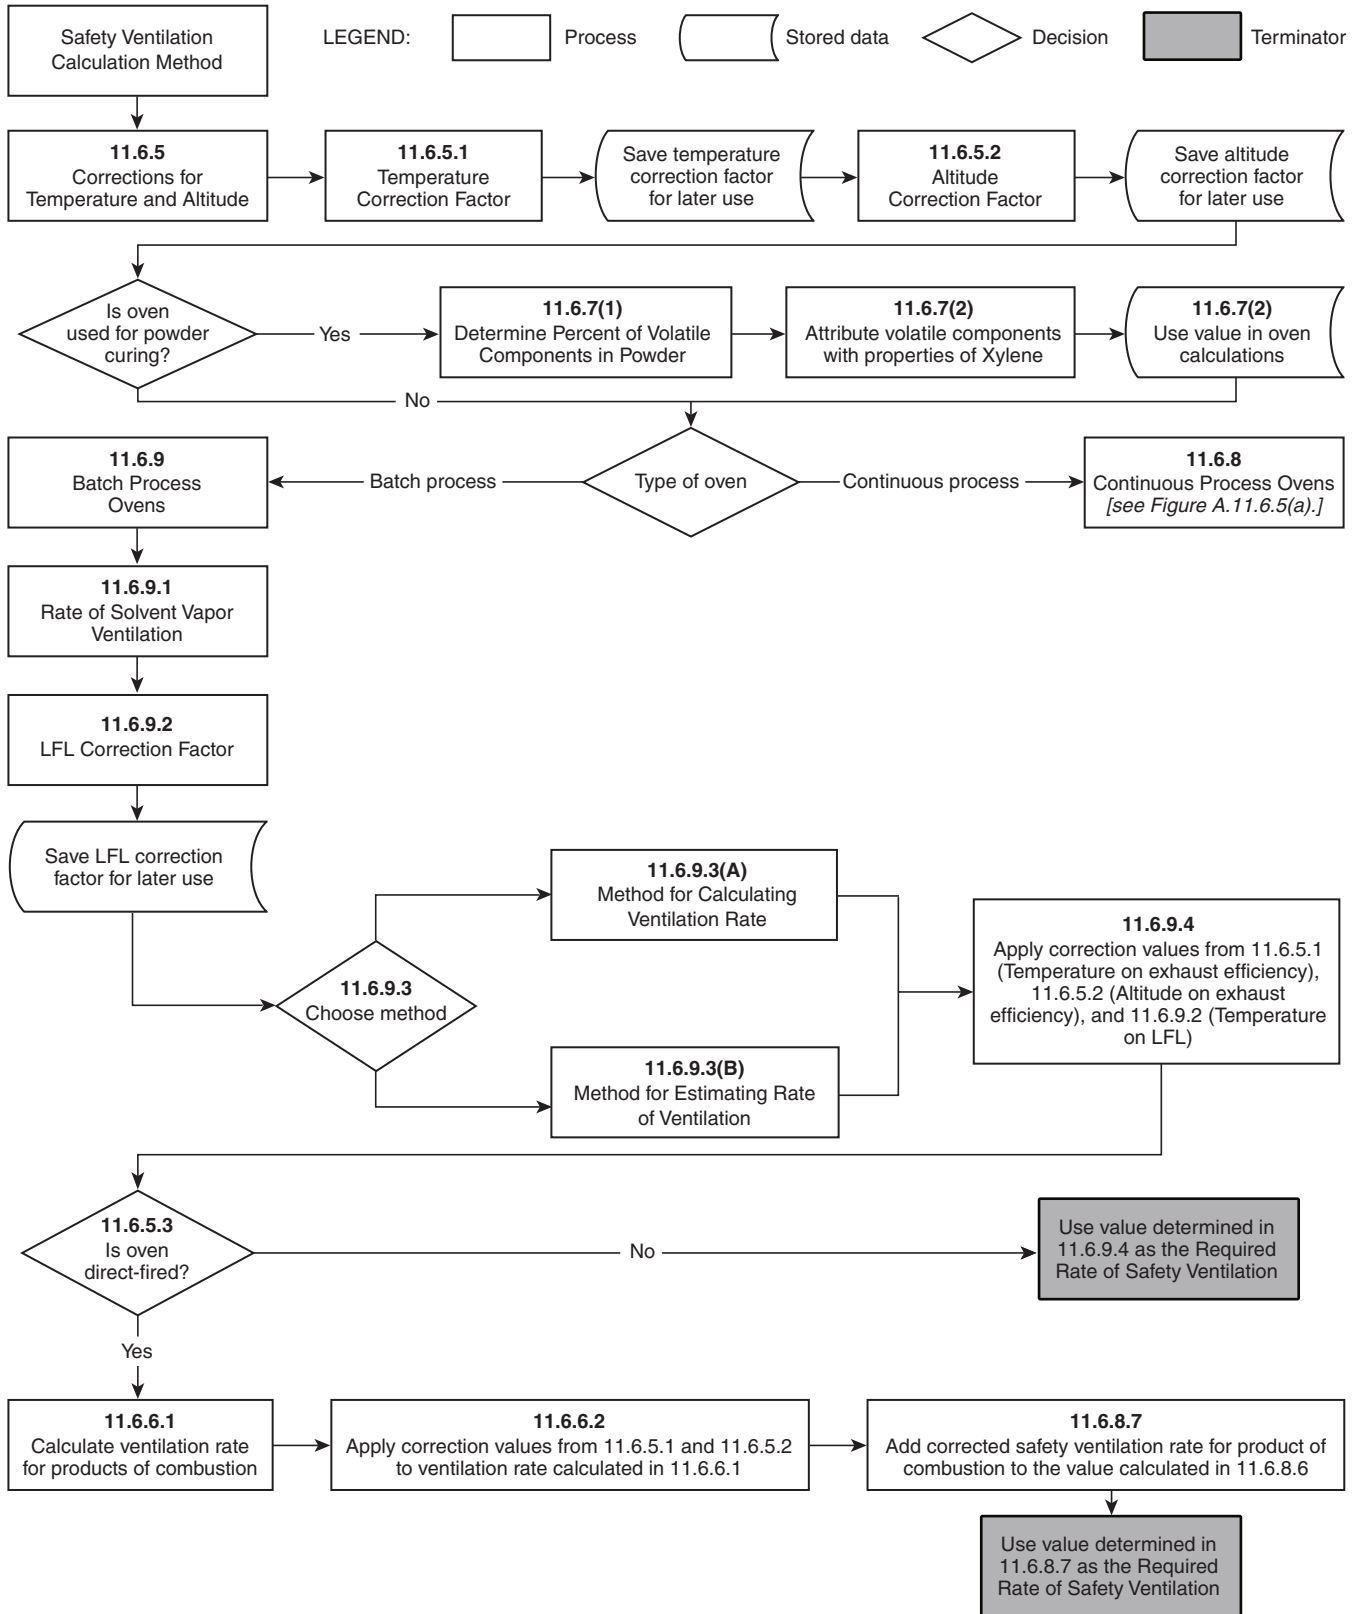 Safety Ventilation
Calculation Method
LEGEND:
Process
Stored data
Decision
Terminator
11.6.5
Corrections for
Temperature and Altitude
11.6.5.1
Temperature
Correction Factor
Save temperature
correction factor
for later use
11.6.5.2
Altitude
Correction Factor
Save altitude
correction factor
for later use
Is oven
used for powder
curing?
Yes
11.6.7(1)
Determine Percent of Volatile
Components in Powder
11.6.7(2)
Attribute volatile components
with properties of Xylene
11.6.7(2)
Use value in oven
calculations
No
11.6.9
Batch Process
Ovens
Batch process
Type of oven
Continuous process
11.6.8
Continuous Process Ovens
[see Figure A.11.6.5(a).]
11.6.9.1
Rate of Solvent Vapor
Ventilation
11.6.9.2
LFL Correction Factor
Save LFL correction
factor for later use
11.6.9.3
Choose method
11.6.9.3(A)
Method for Calculating
Ventilation Rate
11.6.9.3(B)
Method for Estimating Rate
of Ventilation
11.6.9.4
Apply correction values from 11.6.5.1
(Temperature on exhaust efficiency),
11.6.5.2 (Altitude on exhaust
efficiency), and 11.6.9.2 (Temperature
on LFL)
11.6.5.3
Is oven
direct-fired?
No
Use value determined in
11.6.9.4 as the Required
Rate of Safety Ventilation
Yes
11.6.6.1
Calculate ventilation rate
for products of combustion
11.6.6.2
Apply correction values from 11.6.5.1 and 11.6.5.2
to ventilation rate calculated in 11.6.6.1
11.6.8.7
Add corrected safety ventilation rate for product of
combustion to the value calculated in 11.6.8.6
Use value determined in
11.6.8.7 as the Required
Rate of Safety Ventilation